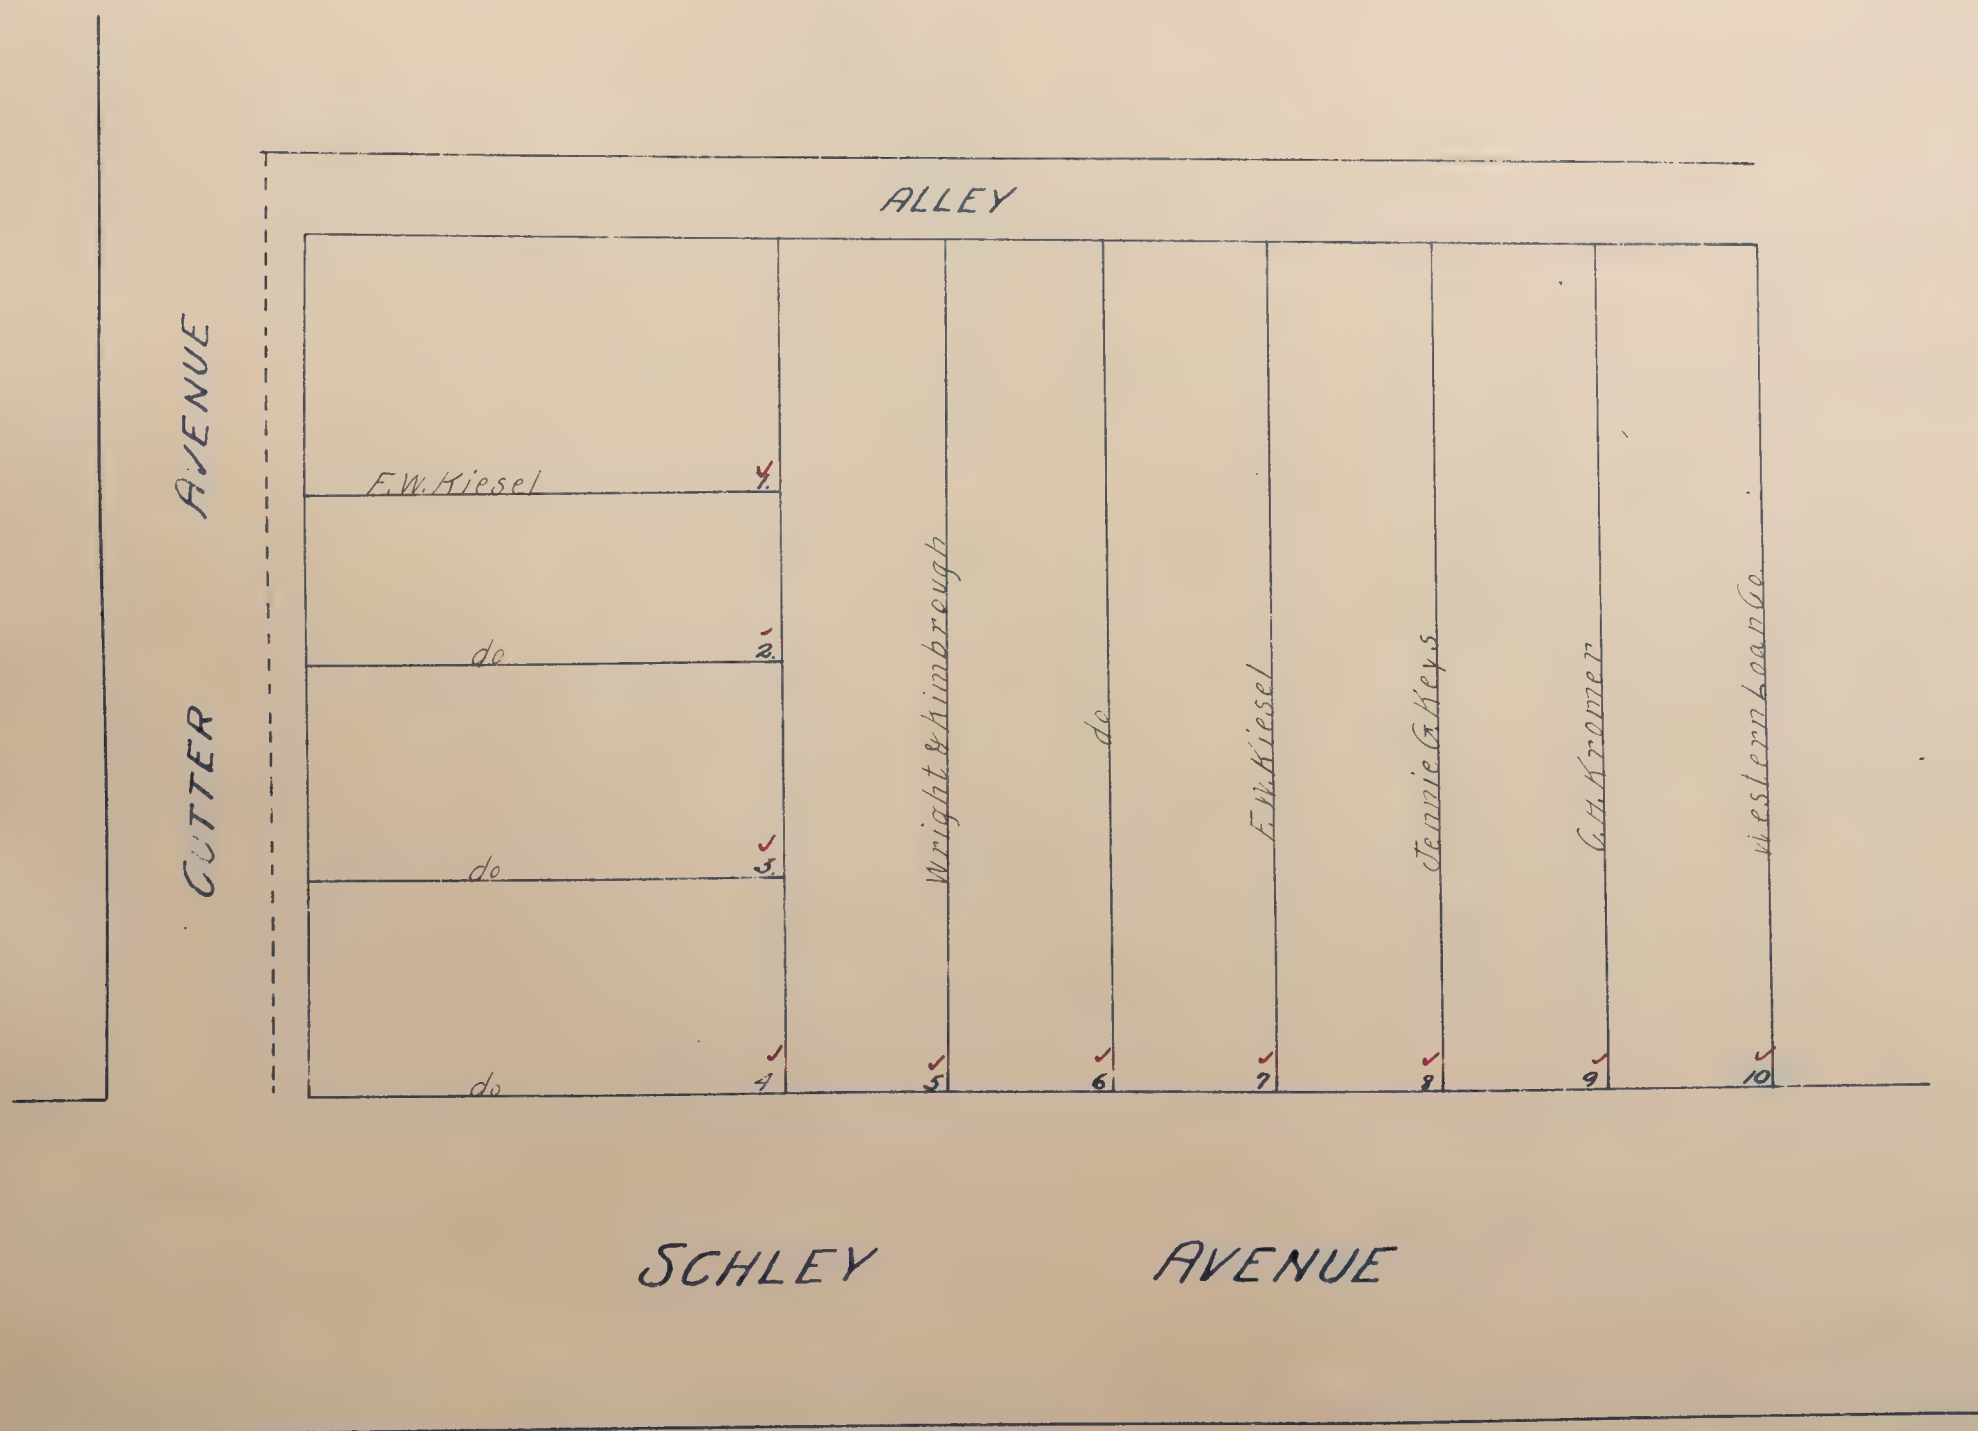 ALLEY
CUTTER AVENUE
F.W. Kiesel 1.
do 2.
do 3.
do 4
Wright & Kimbrough 5
do 6
F.W. Kiesel 7
Jennie G Keys 8
G.H. Kromer 9
Western Loan Co. 10
SCHLEY AVENUE